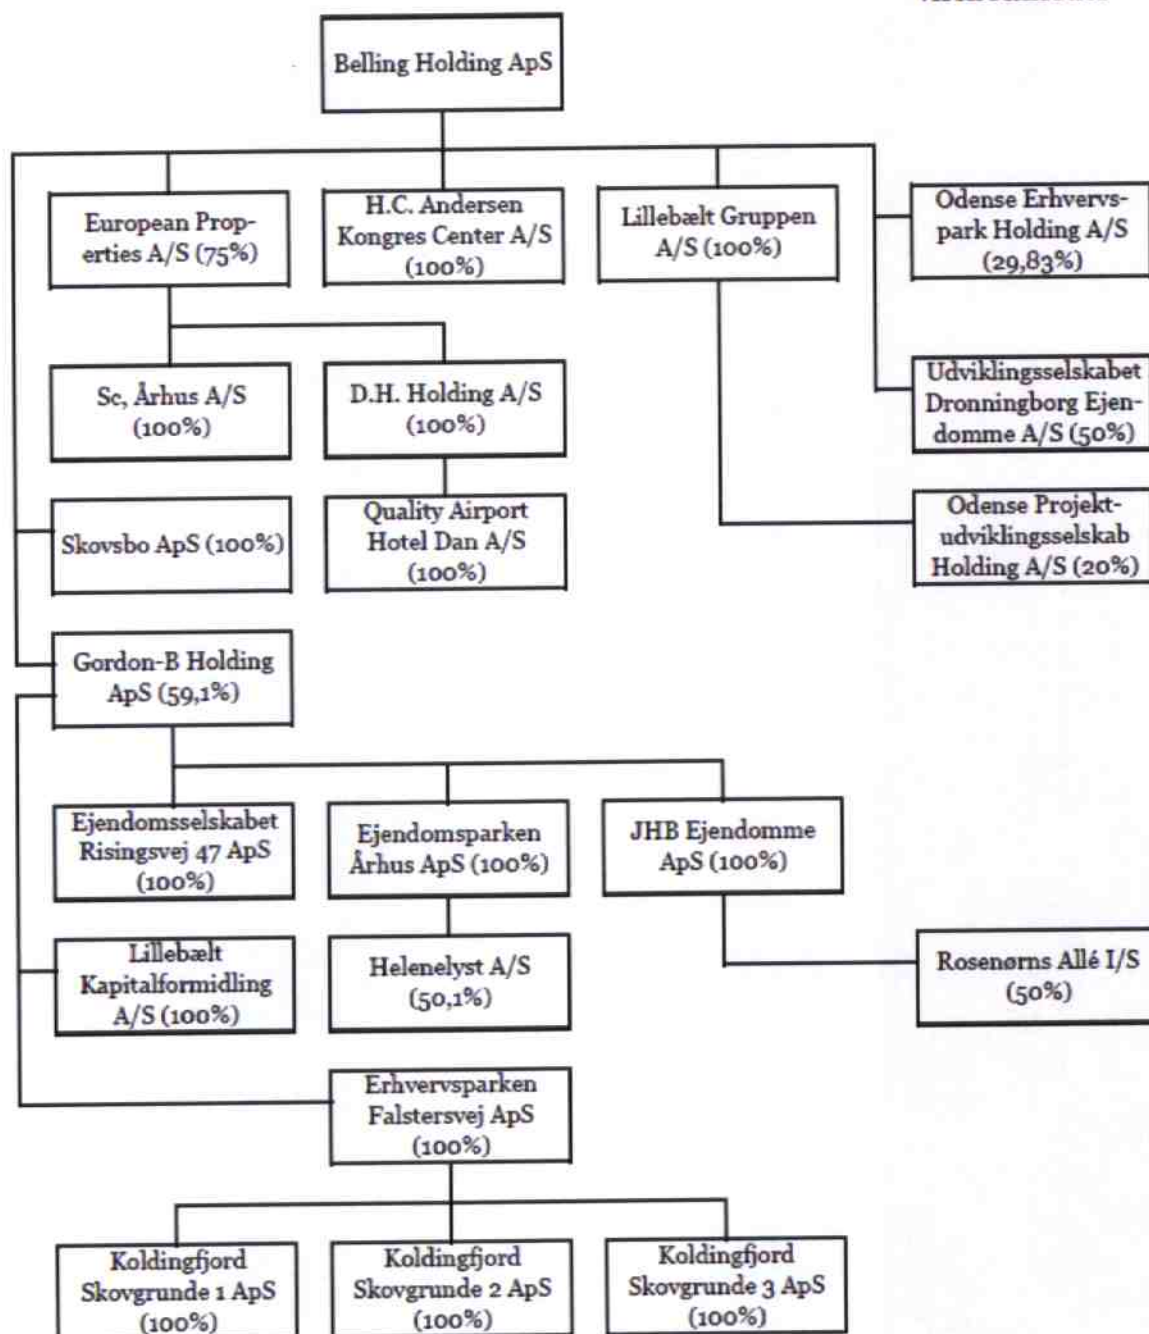 Belling Holding ApS
European Prop-
erties A/S (75%)
H.C. Andersen
Kongres Center A/S
(100%)
Lillebælt Gruppen
A/S (100%)
Odense Erhvervs-
park Holding A/S
(29,83%)
Sc, Århus A/S
(100%)
D.H. Holding A/S
(100%)
Udviklingsselskabet
Dronningborg Ejen-
domme A/S (50%)
Skovsbo ApS (100%)
Quality Airport
Hotel Dan A/S
(100%)
Odense Projekt-
udviklingsselskab
Holding A/S (20%)
Gordon-B Holding
ApS (59,1%)
Ejendomsselskabet
Risingsvej 47 ApS
(100%)
Ejendomsparken
Århus ApS (100%)
JHB Ejendomme
ApS (100%)
Lillebælt
Kapitalformidling
A/S (100%)
Helenelyst A/S
(50,1%)
Rosenørns Allé I/S
(50%)
Erhvervsparken
Falstersvej ApS
(100%)
Koldingfjord
Skovgrunde 1 ApS
(100%)
Koldingfjord
Skovgrunde 2 ApS
(100%)
Koldingfjord
Skovgrunde 3 ApS
(100%)